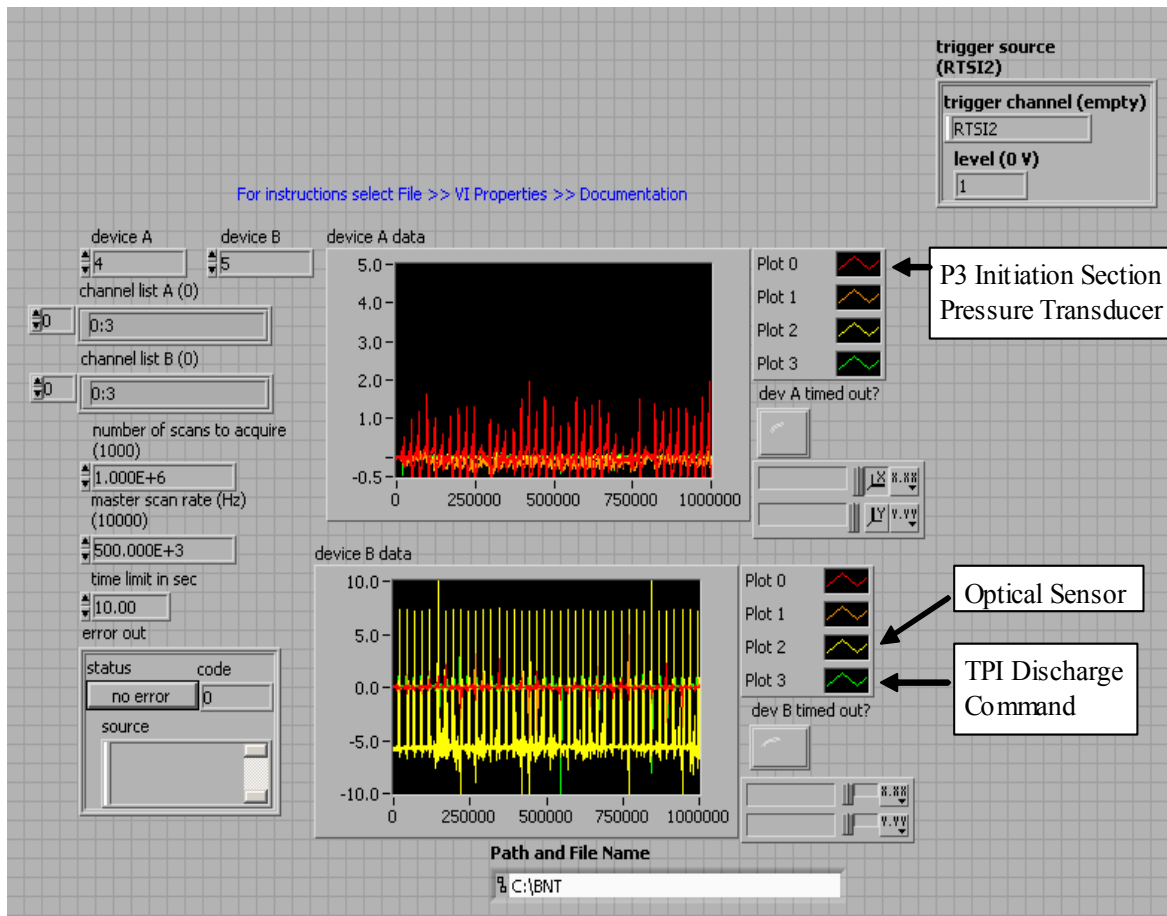 trigger source
(RTSI2)
trigger channel (empty)
RTSI2
level (0 V)
1
For instructions select File >> VI Properties >> Documentation
device A
4
device B
5
channel list A (0)
0
0:3
channel list B (0)
0
0:3
number of scans to acquire
(1000)
1.000E+6
master scan rate (Hz)
(10000)
500.000E+3
time limit in sec
10.00
error out
status
code
no error
0
source
device A data
5.0
4.0
3.0
2.0
1.0
-0.5
0
250000
500000
750000
1000000
Plot 0
Plot 1
Plot 2
Plot 3
P3 Initiation Section
Pressure Transducer
dev A timed out?
X
X.XX
Y
Y.YY
device B data
10.0
5.0
0.0
-5.0
-10.0
0
250000
500000
750000
1000000
Plot 0
Plot 1
Plot 2
Plot 3
Optical Sensor
TPI Discharge
Command
dev B timed out?
X.XX
Y.YY
Path and File Name
C:\BNT